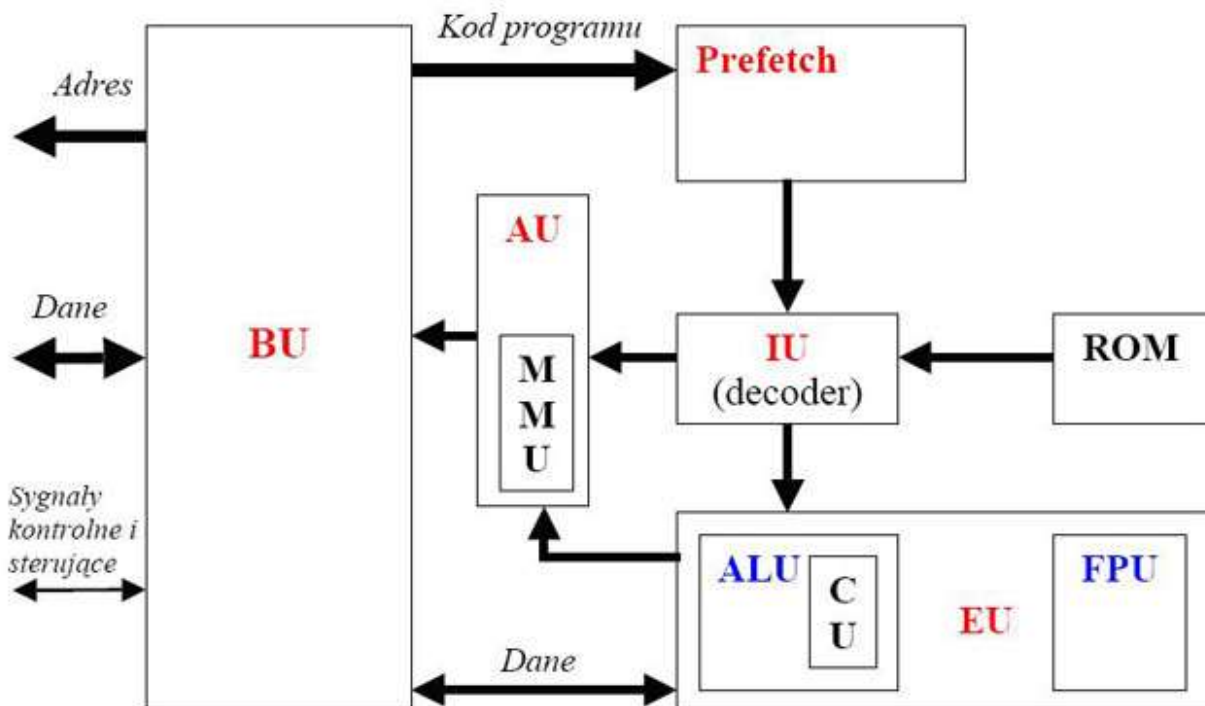 Kod programu
Prefetch
Adres
AU
Dane
BU
IU
(decoder)
ROM
M
M
U
Sygnały
kontrolne i
sterujące
ALU
C
U
EU
FPU
Dane